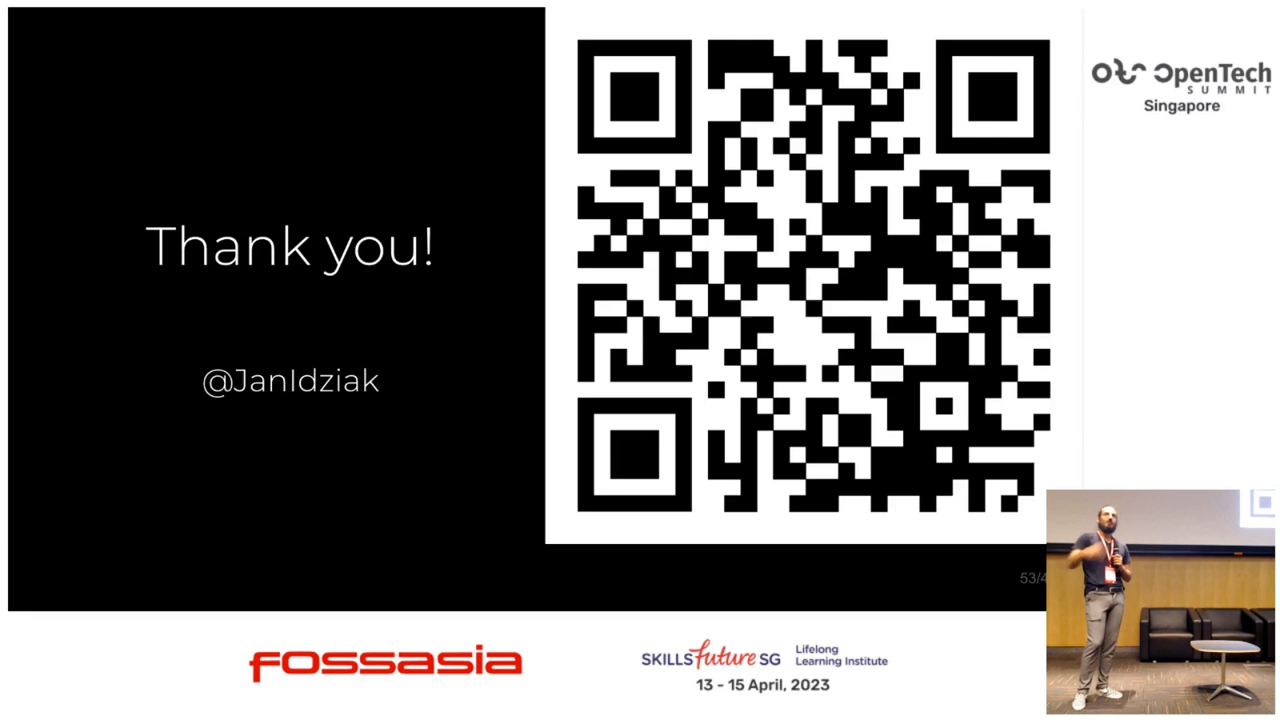 Thank you!
@JanIdziak
53/4
OpenTech
SUMMIT
Singapore
fossasia
SKILLSfuture SG
Lifelong
Learning Institute
13 - 15 April, 2023